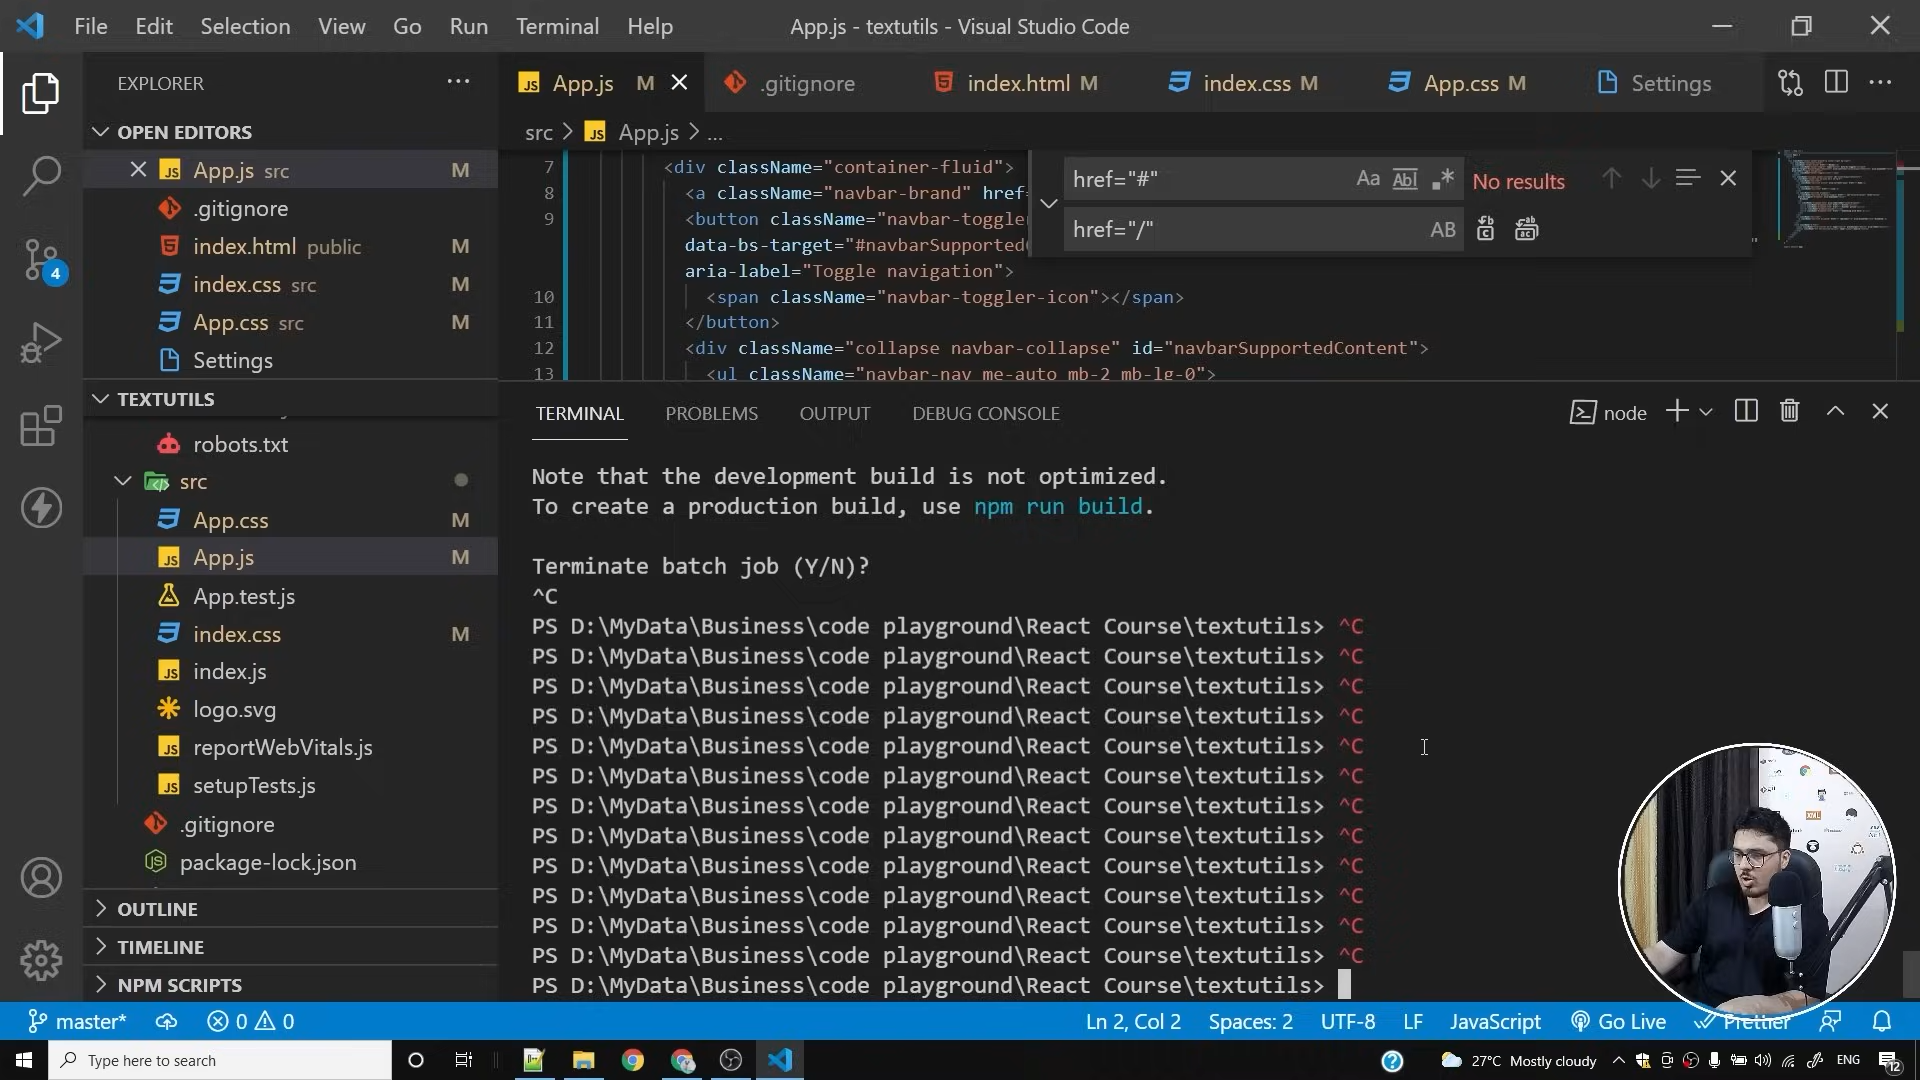 File Edit Selection View Go Run Terminal Help
App.js - textutils - Visual Studio Code
EXPLORER
OPEN EDITORS
App.js src M
.gitignore
index.html public M
index.css src M
App.css src M
Settings
TEXTUTILS
robots.txt
src
App.css M
App.js M
App.test.js
index.css M
index.js
logo.svg
reportWebVitals.js
setupTests.js
.gitignore
package-lock.json
OUTLINE
TIMELINE
NPM SCRIPTS
App.js M .gitignore index.html M index.css M App.css M Settings
src > App.js > ...
7 <div className="container-fluid">
8 <a className="navbar-brand" href=
9 <button className="navbar-toggler
data-bs-target="#navbarSupported
aria-label="Toggle navigation">
10 <span className="navbar-toggler-icon"></span>
11 </button>
12 <div className="collapse navbar-collapse" id="navbarSupportedContent">
13 <ul className="navbar-nav me-auto mb-2 mb-lg-0">
href="#" Aa Abl .* No results
href="/" AB
TERMINAL PROBLEMS OUTPUT DEBUG CONSOLE
node
Note that the development build is not optimized.
To create a production build, use npm run build.
Terminate batch job (Y/N)?
^C
PS D:\MyData\Business\code playground\React Course\textutils> ^C
PS D:\MyData\Business\code playground\React Course\textutils> ^C
PS D:\MyData\Business\code playground\React Course\textutils> ^C
PS D:\MyData\Business\code playground\React Course\textutils> ^C
PS D:\MyData\Business\code playground\React Course\textutils> ^C
PS D:\MyData\Business\code playground\React Course\textutils> ^C
PS D:\MyData\Business\code playground\React Course\textutils> ^C
PS D:\MyData\Business\code playground\React Course\textutils> ^C
PS D:\MyData\Business\code playground\React Course\textutils> ^C
PS D:\MyData\Business\code playground\React Course\textutils> ^C
PS D:\MyData\Business\code playground\React Course\textutils> ^C
PS D:\MyData\Business\code playground\React Course\textutils> ^C
PS D:\MyData\Business\code playground\React Course\textutils>
4
master* 0 0
Ln 2, Col 2 Spaces: 2 UTF-8 LF JavaScript Go Live Prettier
Type here to search
27°C Mostly cloudy ENG 12